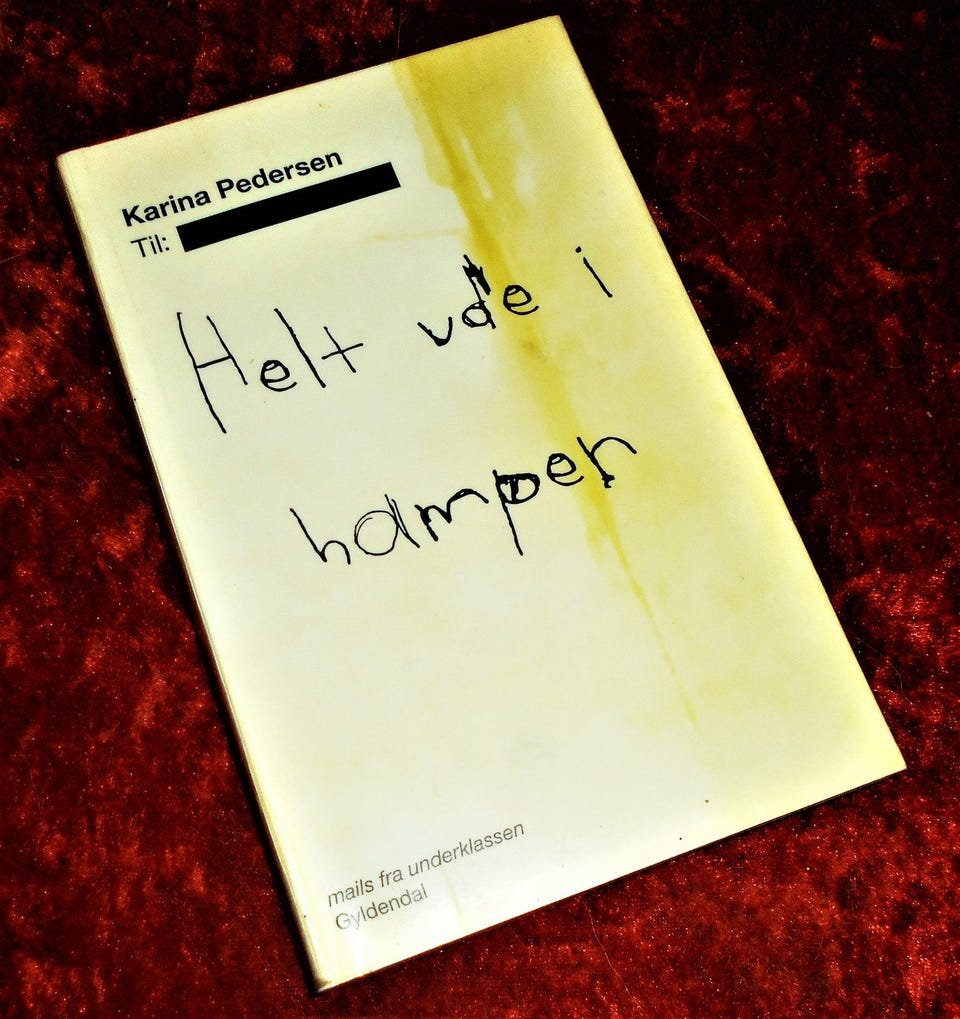 Karina Pedersen
Til:
Helt ude i
hampen
mails fra underklassen
Gyldendal